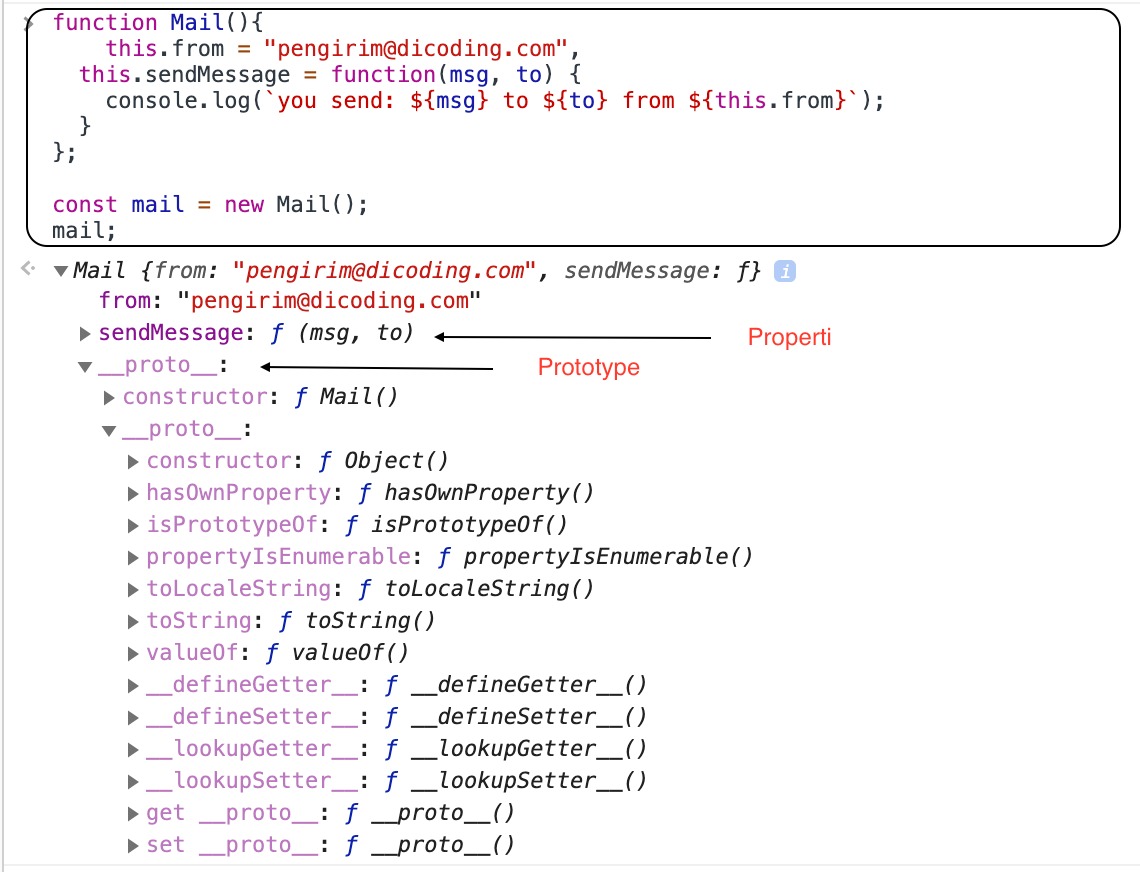 function Mail(){
    this.from = "pengirim@dicoding.com",
  this.sendMessage = function(msg, to) {
    console.log(`you send: ${msg} to ${to} from ${this.from}`);
  }
};
const mail = new Mail();
mail;
▼Mail {from: "pengirim@dicoding.com", sendMessage: ƒ} i
from: "pengirim@dicoding.com"
▶sendMessage: ƒ (msg, to) Properti
▼__proto__: Prototype
▶constructor: ƒ Mail()
▼__proto__:
▶constructor: ƒ Object()
▶hasOwnProperty: ƒ hasOwnProperty()
▶isPrototypeOf: ƒ isPrototypeOf()
▶propertyIsEnumerable: ƒ propertyIsEnumerable()
▶toLocaleString: ƒ toLocaleString()
▶toString: ƒ toString()
▶valueOf: ƒ valueOf()
▶__defineGetter__: ƒ __defineGetter__()
▶__defineSetter__: ƒ __defineSetter__()
▶__lookupGetter__: ƒ __lookupGetter__()
▶__lookupSetter__: ƒ __lookupSetter__()
▶get __proto__: ƒ __proto__()
▶set __proto__: ƒ __proto__()